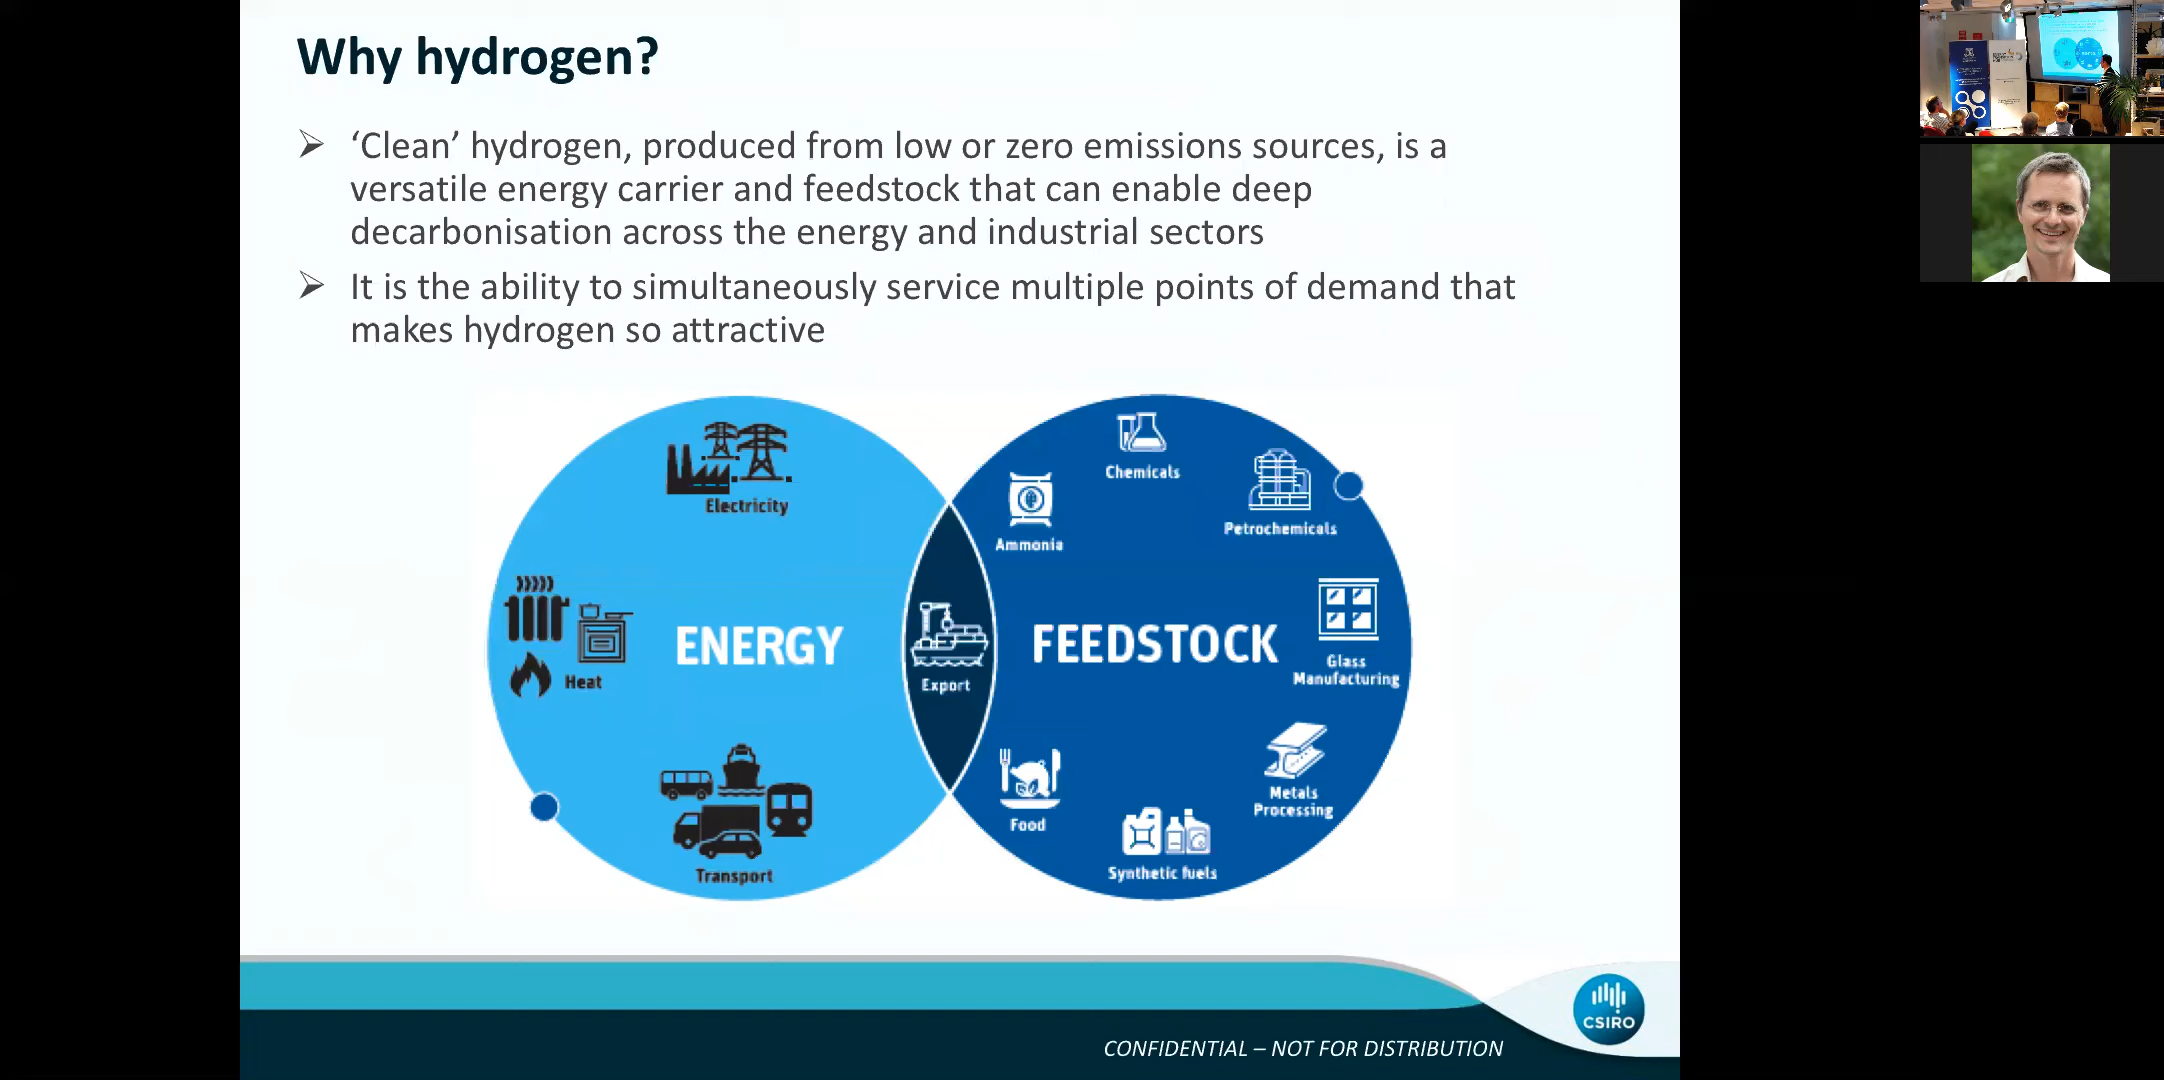 Why hydrogen?
‘Clean’ hydrogen, produced from low or zero emissions sources, is a
versatile energy carrier and feedstock that can enable deep
decarbonisation across the energy and industrial sectors
It is the ability to simultaneously service multiple points of demand that
makes hydrogen so attractive
Electricity
Heat
ENERGY
Transport
Export
Chemicals
Ammonia
Petrochemicals
FEEDSTOCK
Glass
Manufacturing
Metals
Processing
Food
Synthetic fuels
CSIRO
CONFIDENTIAL – NOT FOR DISTRIBUTION